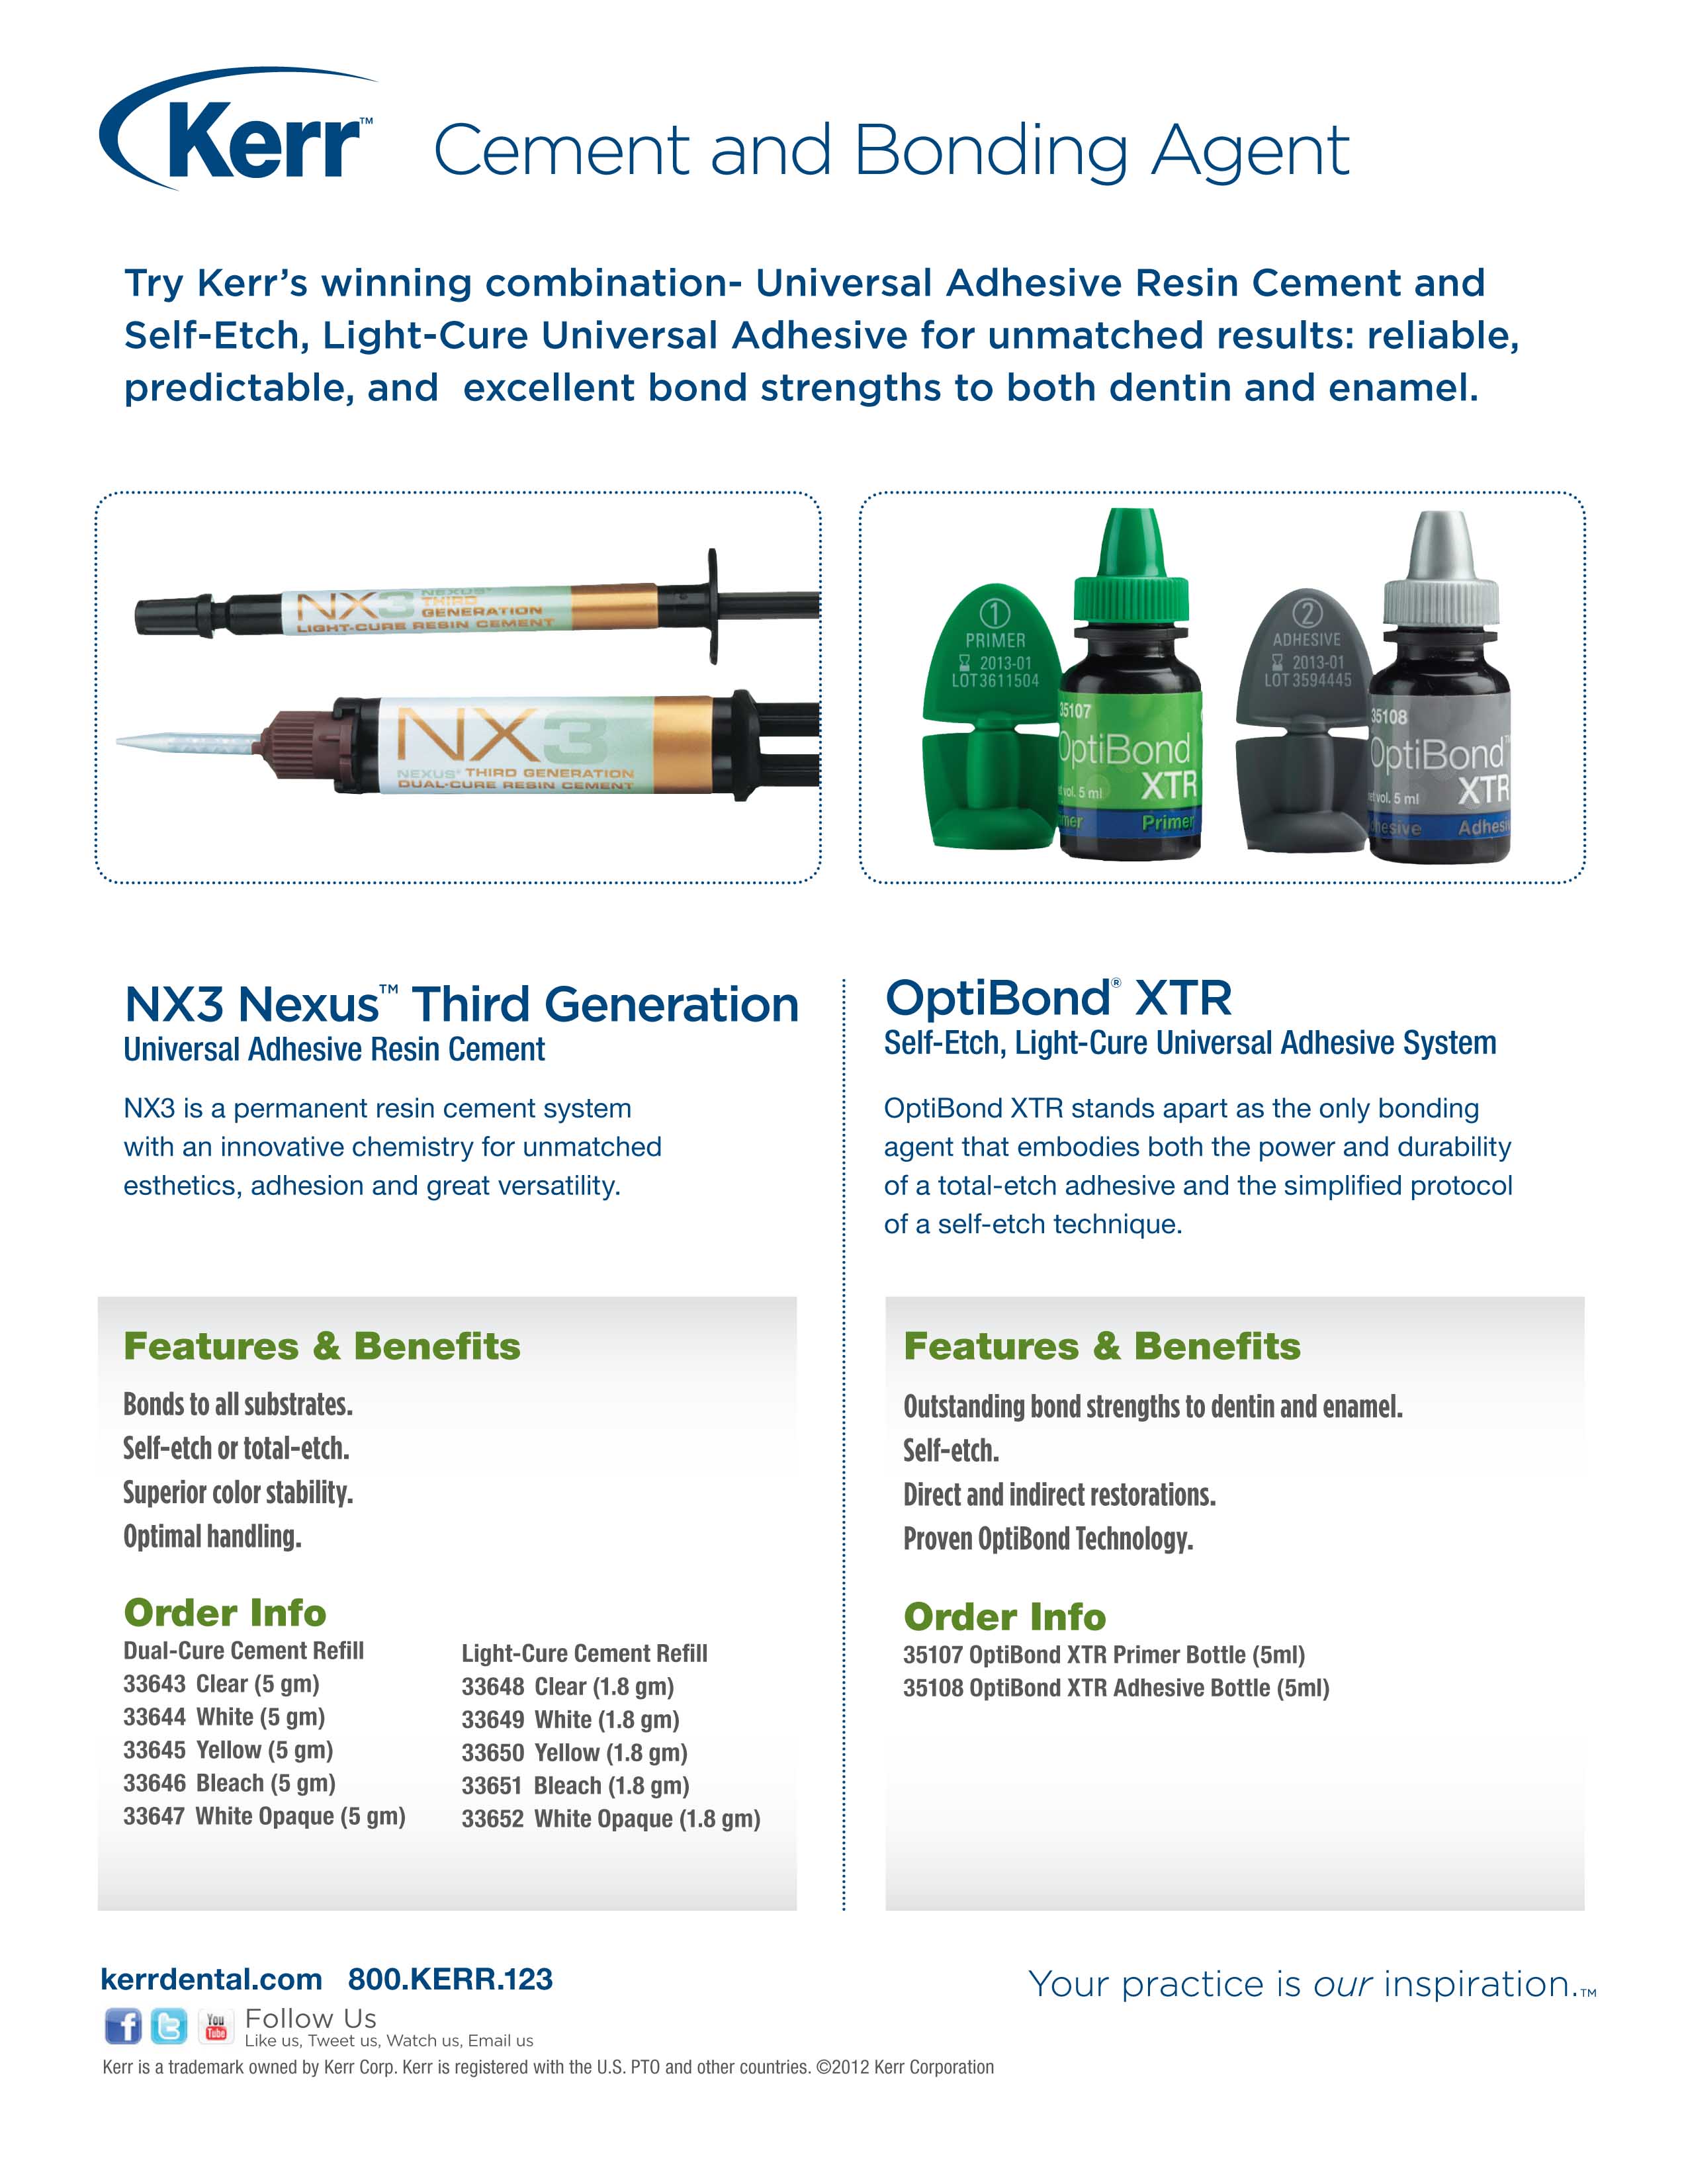 Kerr™
Cement and Bonding Agent
Try Kerr’s winning combination- Universal Adhesive Resin Cement and
Self-Etch, Light-Cure Universal Adhesive for unmatched results: reliable,
predictable, and excellent bond strengths to both dentin and enamel.
NX3 NEXUS®
THIRD
GENERATION
LIGHT-CURE RESIN CEMENT
NX3
NEXUS® THIRD GENERATION
DUAL-CURE RESIN CEMENT
1
PRIMER
2013-01
LOT 3611504
35107
OptiBond
XTR
vol. 5 ml
Primer
2
ADHESIVE
2013-01
LOT 3594445
35108
OptiBond™
XTR
vol. 5 ml
NX3 Nexus™ Third Generation
Universal Adhesive Resin Cement
NX3 is a permanent resin cement system
with an innovative chemistry for unmatched
esthetics, adhesion and great versatility.
Features & Benefits
Bonds to all substrates.
Self-etch or total-etch.
Superior color stability.
Optimal handling.
Order Info
Dual-Cure Cement Refill
33643 Clear (5 gm)
33644 White (5 gm)
33645 Yellow (5 gm)
33646 Bleach (5 gm)
33647 White Opaque (5 gm)
Light-Cure Cement Refill
33648 Clear (1.8 gm)
33649 White (1.8 gm)
33650 Yellow (1.8 gm)
33651 Bleach (1.8 gm)
33652 White Opaque (1.8 gm)
OptiBond® XTR
Self-Etch, Light-Cure Universal Adhesive System
OptiBond XTR stands apart as the only bonding
agent that embodies both the power and durability
of a total-etch adhesive and the simplified protocol
of a self-etch technique.
Features & Benefits
Outstanding bond strengths to dentin and enamel.
Self-etch.
Direct and indirect restorations.
Proven OptiBond Technology.
Order Info
35107 OptiBond XTR Primer Bottle (5ml)
35108 OptiBond XTR Adhesive Bottle (5ml)
kerrdental.com 800.KERR.123
Your practice is our inspiration.™
You
Tube
Follow Us
Like us, Tweet us, Watch us, Email us
Kerr is a trademark owned by Kerr Corp. Kerr is registered with the U.S. PTO and other countries. ©2012 Kerr Corporation